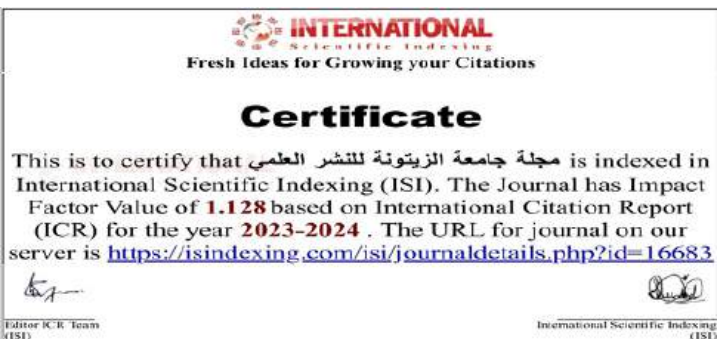 INTERNATIONAL
Scientific Indexing
Fresh Ideas for Growing your Citations
Certificate
This is to certify that مجلة جامعة الزيتونة للنشر العلمي is indexed in
International Scientific Indexing (ISI). The Journal has Impact
Factor Value of 1.128 based on International Citation Report
(ICR) for the year 2023-2024 . The URL for journal on our
server is https://isindexing.com/isi/journaldetails.php?id=16683
Editor ICR Team
(ISI)
International Scientific Indexing
(ISI)